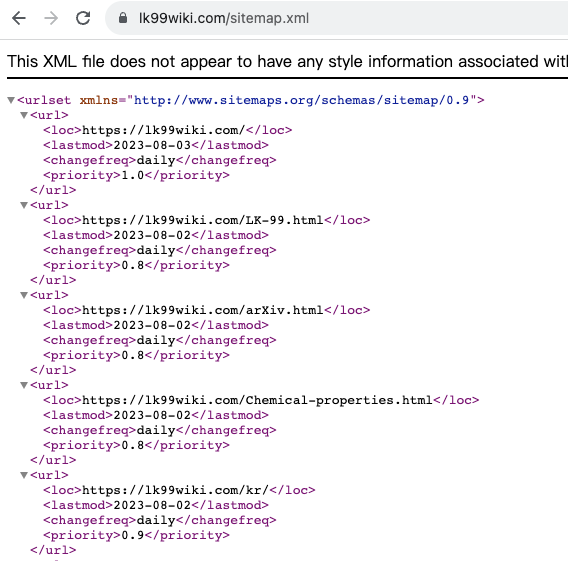 lk99wiki.com/sitemap.xml
This XML file does not appear to have any style information associated with
▼<urlset xmlns="http://www.sitemaps.org/schemas/sitemap/0.9">
▼<url>
<loc>https://lk99wiki.com/</loc>
<lastmod>2023-08-03</lastmod>
<changefreq>daily</changefreq>
<priority>1.0</priority>
</url>
▼<url>
<loc>https://lk99wiki.com/LK-99.html</loc>
<lastmod>2023-08-02</lastmod>
<changefreq>daily</changefreq>
<priority>0.8</priority>
</url>
▼<url>
<loc>https://lk99wiki.com/arXiv.html</loc>
<lastmod>2023-08-02</lastmod>
<changefreq>daily</changefreq>
<priority>0.8</priority>
</url>
▼<url>
<loc>https://lk99wiki.com/Chemical-properties.html</loc>
<lastmod>2023-08-02</lastmod>
<changefreq>daily</changefreq>
<priority>0.8</priority>
</url>
▼<url>
<loc>https://lk99wiki.com/kr/</loc>
<lastmod>2023-08-02</lastmod>
<changefreq>daily</changefreq>
<priority>0.9</priority>
</url>